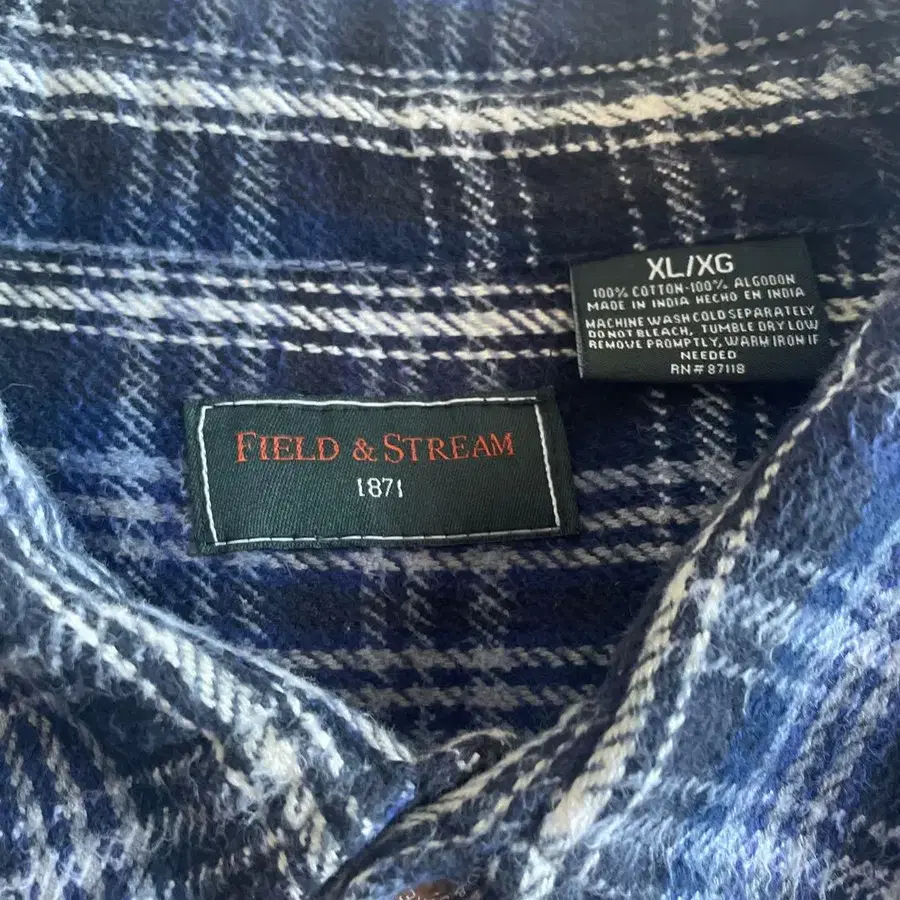 XL/XG
100% COTTON-100% ALGODON
MADE IN INDIA HECHO EN INDIA
MACHINE WASH COLD SEPARATELY
DO NOT BLEACH, TUMBLE DRY LOW
REMOVE PROMPTLY, WARM IRON IF
NEEDED
RN# 87118
FIELD & STREAM
1871